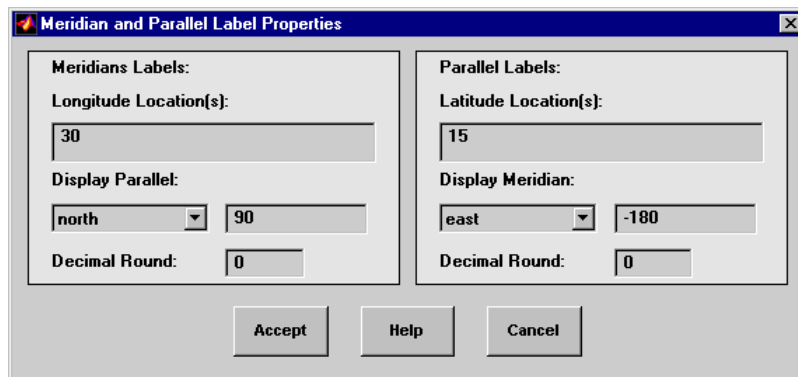 Meridian and Parallel Label Properties
Meridians Labels:
Longitude Location(s):
30
Display Parallel:
north 90
Decimal Round: 0
Parallel Labels:
Latitude Location(s):
15
Display Meridian:
east -180
Decimal Round: 0
Accept Help Cancel